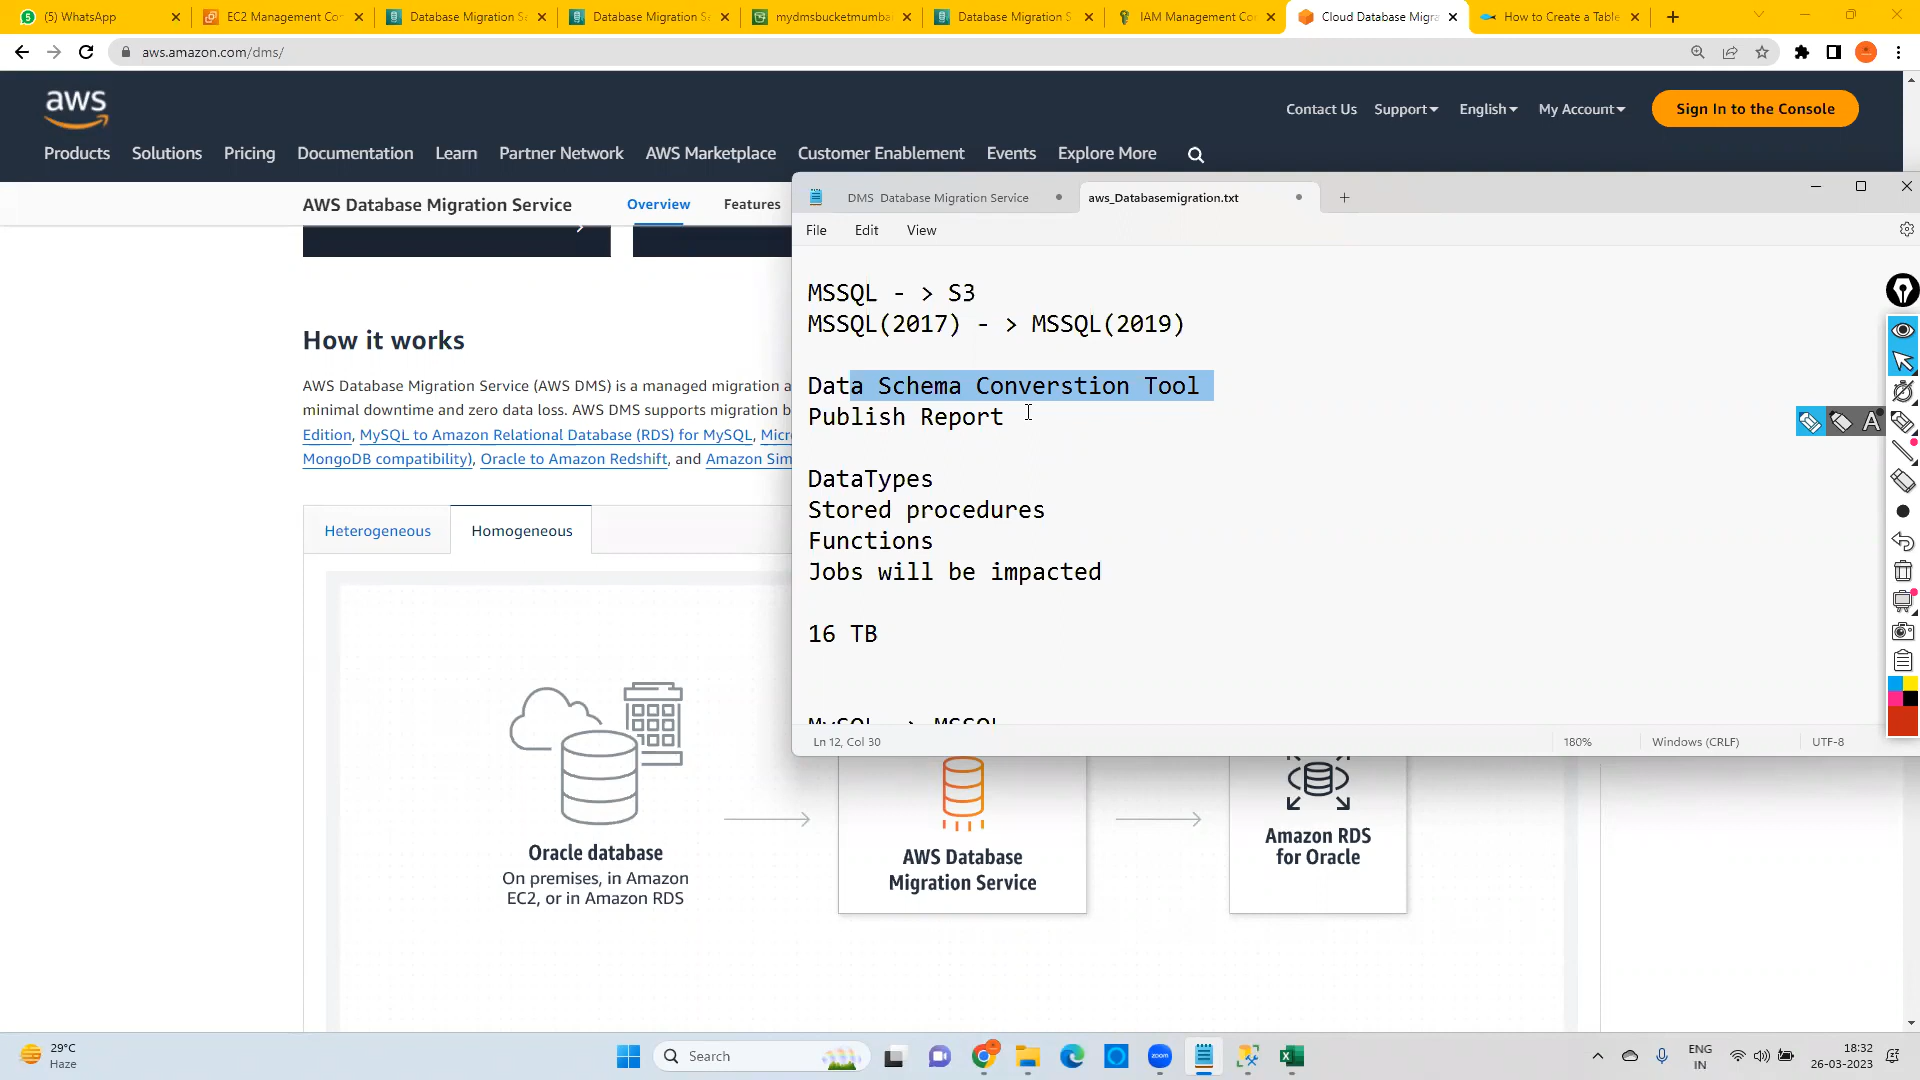 (5) WhatsApp
EC2 Management Co
Database Migration S
Database Migration S
mydmsbucketmumba
Database Migration S
IAM Management Co
Cloud Database Migra
How to Create a Table
aws.amazon.com/dms/
aws
Contact Us
Support
English
My Account
Sign In to the Console
Products
Solutions
Pricing
Documentation
Learn
Partner Network
AWS Marketplace
Customer Enablement
Events
Explore More
AWS Database Migration Service
Overview
Features
DMS Database Migration Service
aws_Databasemigration.txt
File
Edit
View
MSSQL - > S3
MSSQL(2017) - > MSSQL(2019)
Data Schema Converstion Tool
Publish Report
DataTypes
Stored procedures
Functions
Jobs will be impacted
16 TB
MySQL -> MSSQL
Ln 12, Col 30
180%
Windows (CRLF)
UTF-8
A
How it works
AWS Database Migration Service (AWS DMS) is a managed migration a
minimal downtime and zero data loss. AWS DMS supports migration b
Edition, MySQL to Amazon Relational Database (RDS) for MySQL, Micr
MongoDB compatibility), Oracle to Amazon Redshift, and Amazon Sim
Heterogeneous
Homogeneous
Oracle database
On premises, in Amazon
EC2, or in Amazon RDS
AWS Database
Migration Service
Amazon RDS
for Oracle
29°C
Haze
Search
zoom
ENG
IN
18:32
26-03-2023